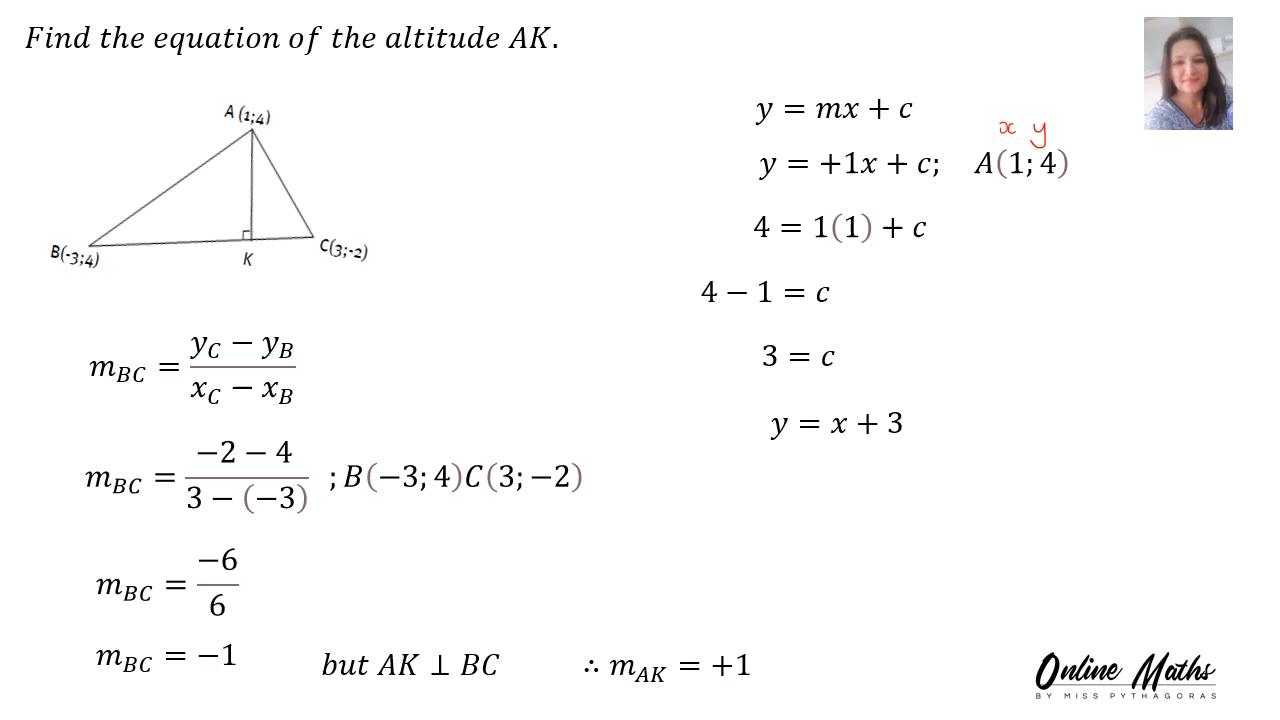 Find the equation of the altitude AK.
A (1;4)
B(-3;4)
K
C(3;-2)
m_BC = (y_C − y_B)/(x_C − x_B)
m_BC = (−2 − 4)/(3 − (−3)) ; B(−3; 4)C(3; −2)
m_BC = −6/6
m_BC = −1 but AK ⊥ BC ∴ m_AK = +1
y = mx + c
x y
y = +1x + c; A(1; 4)
4 = 1(1) + c
4 − 1 = c
3 = c
y = x + 3
Online Maths
BY MISS PYTHAGORAS